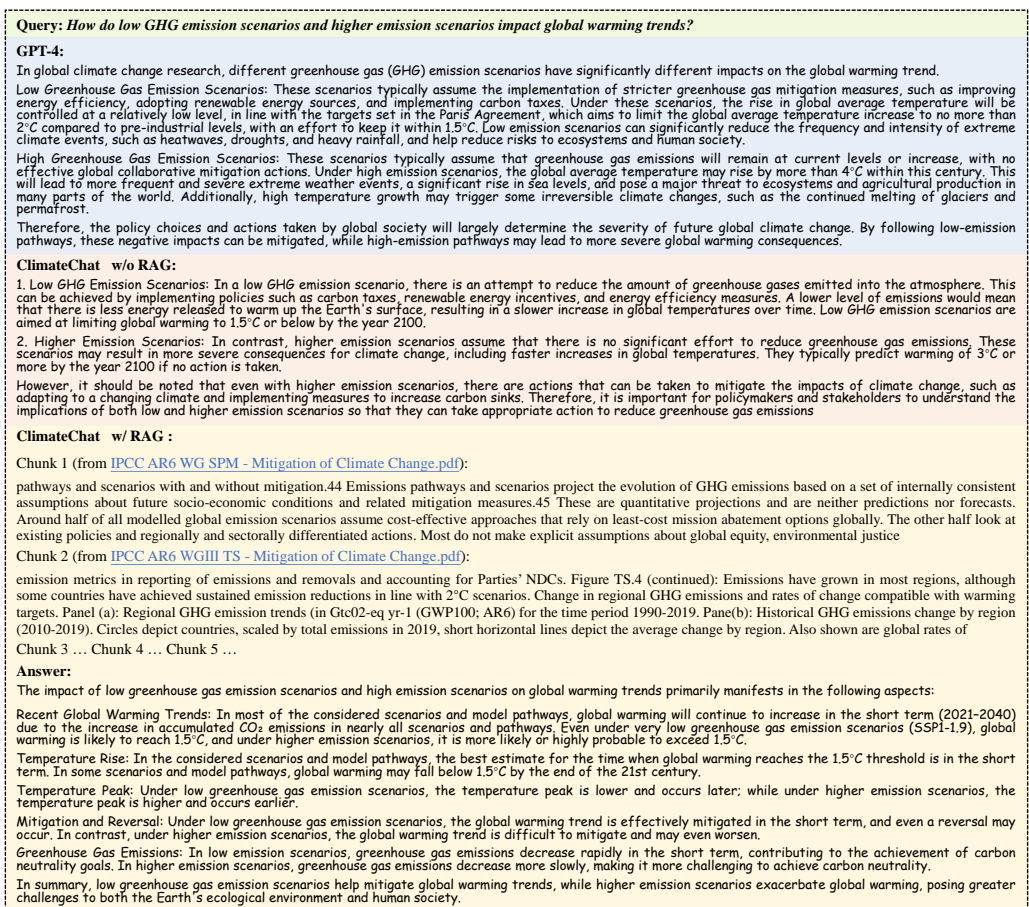 Query: How do low GHG emission scenarios and higher emission scenarios impact global warming trends?
GPT-4:
In global climate change research, different greenhouse gas (GHG) emission scenarios have significantly different impacts on the global warming trend.
Low Greenhouse Gas Emission Scenarios: These scenarios typically assume the implementation of stricter greenhouse gas mitigation measures, such as improving
energy efficiency, adopting renewable energy sources, and implementing carbon taxes. Under these scenarios, the rise in global average temperature will be
controlled at a relatively low level, in line with the targets set in the Paris Agreement, which aims to limit the global average temperature increase to no more than
2°C compared to pre-industrial levels, with an effort to keep it within 1.5°C. Low emission scenarios can significantly reduce the frequency and intensity of extreme
climate events, such as heatwaves, droughts, and heavy rainfall, and help reduce risks to ecosystems and human society.
High Greenhouse Gas Emission Scenarios: These scenarios typically assume that greenhouse gas emissions will remain at current levels or increase, with no
effective global collaborative mitigation actions. Under high emission scenarios, the global average temperature may rise by more than 4°C within this century. This
will lead to more frequent and severe extreme weather events, a significant rise in sea levels, and pose a major threat to ecosystems and agricultural production in
many parts of the world. Additionally, high temperature growth may trigger some irreversible climate changes, such as the continued melting of glaciers and
permafrost.
Therefore, the policy choices and actions taken by global society will largely determine the severity of future global climate change. By following low-emission
pathways, these negative impacts can be mitigated, while high-emission pathways may lead to more severe global warming consequences.
ClimateChat w/o RAG:
1. Low GHG Emission Scenarios: In a low GHG emission scenario, there is an attempt to reduce the amount of greenhouse gases emitted into the atmosphere. This
can be achieved by implementing policies such as carbon taxes, renewable energy incentives, and energy efficiency measures. A lower level of emissions would mean
that there is less energy released to warm up the Earth's surface, resulting in a slower increase in global temperatures over time. Low GHG emission scenarios are
aimed at limiting global warming to 1.5°C or below by the year 2100.
2. Higher Emission Scenarios: In contrast, higher emission scenarios assume that there is no significant effort to reduce greenhouse gas emissions. These
scenarios may result in more severe consequences for climate change, including faster increases in global temperatures. They typically predict warming of 3°C or
more by the year 2100 if no action is taken.
However, it should be noted that even with higher emission scenarios, there are actions that can be taken to mitigate the impacts of climate change, such as
adapting to a changing climate and implementing measures to increase carbon sinks. Therefore, it is important for policymakers and stakeholders to understand the
implications of both low and higher emission scenarios so that they can take appropriate action to reduce greenhouse gas emissions
ClimateChat w/ RAG :
Chunk 1 (from IPCC AR6 WG SPM - Mitigation of Climate Change.pdf):
pathways and scenarios with and without mitigation.44 Emissions pathways and scenarios project the evolution of GHG emissions based on a set of internally consistent
assumptions about future socio-economic conditions and related mitigation measures.45 These are quantitative projections and are neither predictions nor forecasts.
Around half of all modelled global emission scenarios assume cost-effective approaches that rely on least-cost mission abatement options globally. The other half look at
existing policies and regionally and sectorally differentiated actions. Most do not make explicit assumptions about global equity, environmental justice
Chunk 2 (from IPCC AR6 WGIII TS - Mitigation of Climate Change.pdf):
emission metrics in reporting of emissions and removals and accounting for Parties' NDCs. Figure TS.4 (continued): Emissions have grown in most regions, although
some countries have achieved sustained emission reductions in line with 2°C scenarios. Change in regional GHG emissions and rates of change compatible with warming
targets. Panel (a): Regional GHG emission trends (in Gtc02-eq yr-1 (GWP100; AR6) for the time period 1990-2019. Pane(b): Historical GHG emissions change by region
(2010-2019). Circles depict countries, scaled by total emissions in 2019, short horizontal lines depict the average change by region. Also shown are global rates of
Chunk 3 … Chunk 4 … Chunk 5 …
Answer:
The impact of low greenhouse gas emission scenarios and high emission scenarios on global warming trends primarily manifests in the following aspects:
Recent Global Warming Trends: In most of the considered scenarios and model pathways, global warming will continue to increase in the short term (2021–2040)
due to the increase in accumulated CO₂ emissions in nearly all scenarios and pathways. Even under very low greenhouse gas emission scenarios (SSP1-1.9), global
warming is likely to reach 1.5°C, and under higher emission scenarios, it is more likely or highly probable to exceed 1.5°C.
Temperature Rise: In the considered scenarios and model pathways, the best estimate for the time when global warming reaches the 1.5°C threshold is in the short
term. In some scenarios and model pathways, global warming may fall below 1.5°C by the end of the 21st century.
Temperature Peak: Under low greenhouse gas emission scenarios, the temperature peak is lower and occurs later; while under higher emission scenarios, the
temperature peak is higher and occurs earlier.
Mitigation and Reversal: Under low greenhouse gas emission scenarios, the global warming trend is effectively mitigated in the short term, and even a reversal may
occur. In contrast, under higher emission scenarios, the global warming trend is difficult to mitigate and may even worsen.
Greenhouse Gas Emissions: In low emission scenarios, greenhouse gas emissions decrease rapidly in the short term, contributing to the achievement of carbon
neutrality goals. In higher emission scenarios, greenhouse gas emissions decrease more slowly, making it more challenging to achieve carbon neutrality.
In summary, low greenhouse gas emission scenarios help mitigate global warming trends, while higher emission scenarios exacerbate global warming, posing greater
challenges to both the Earth's ecological environment and human society.